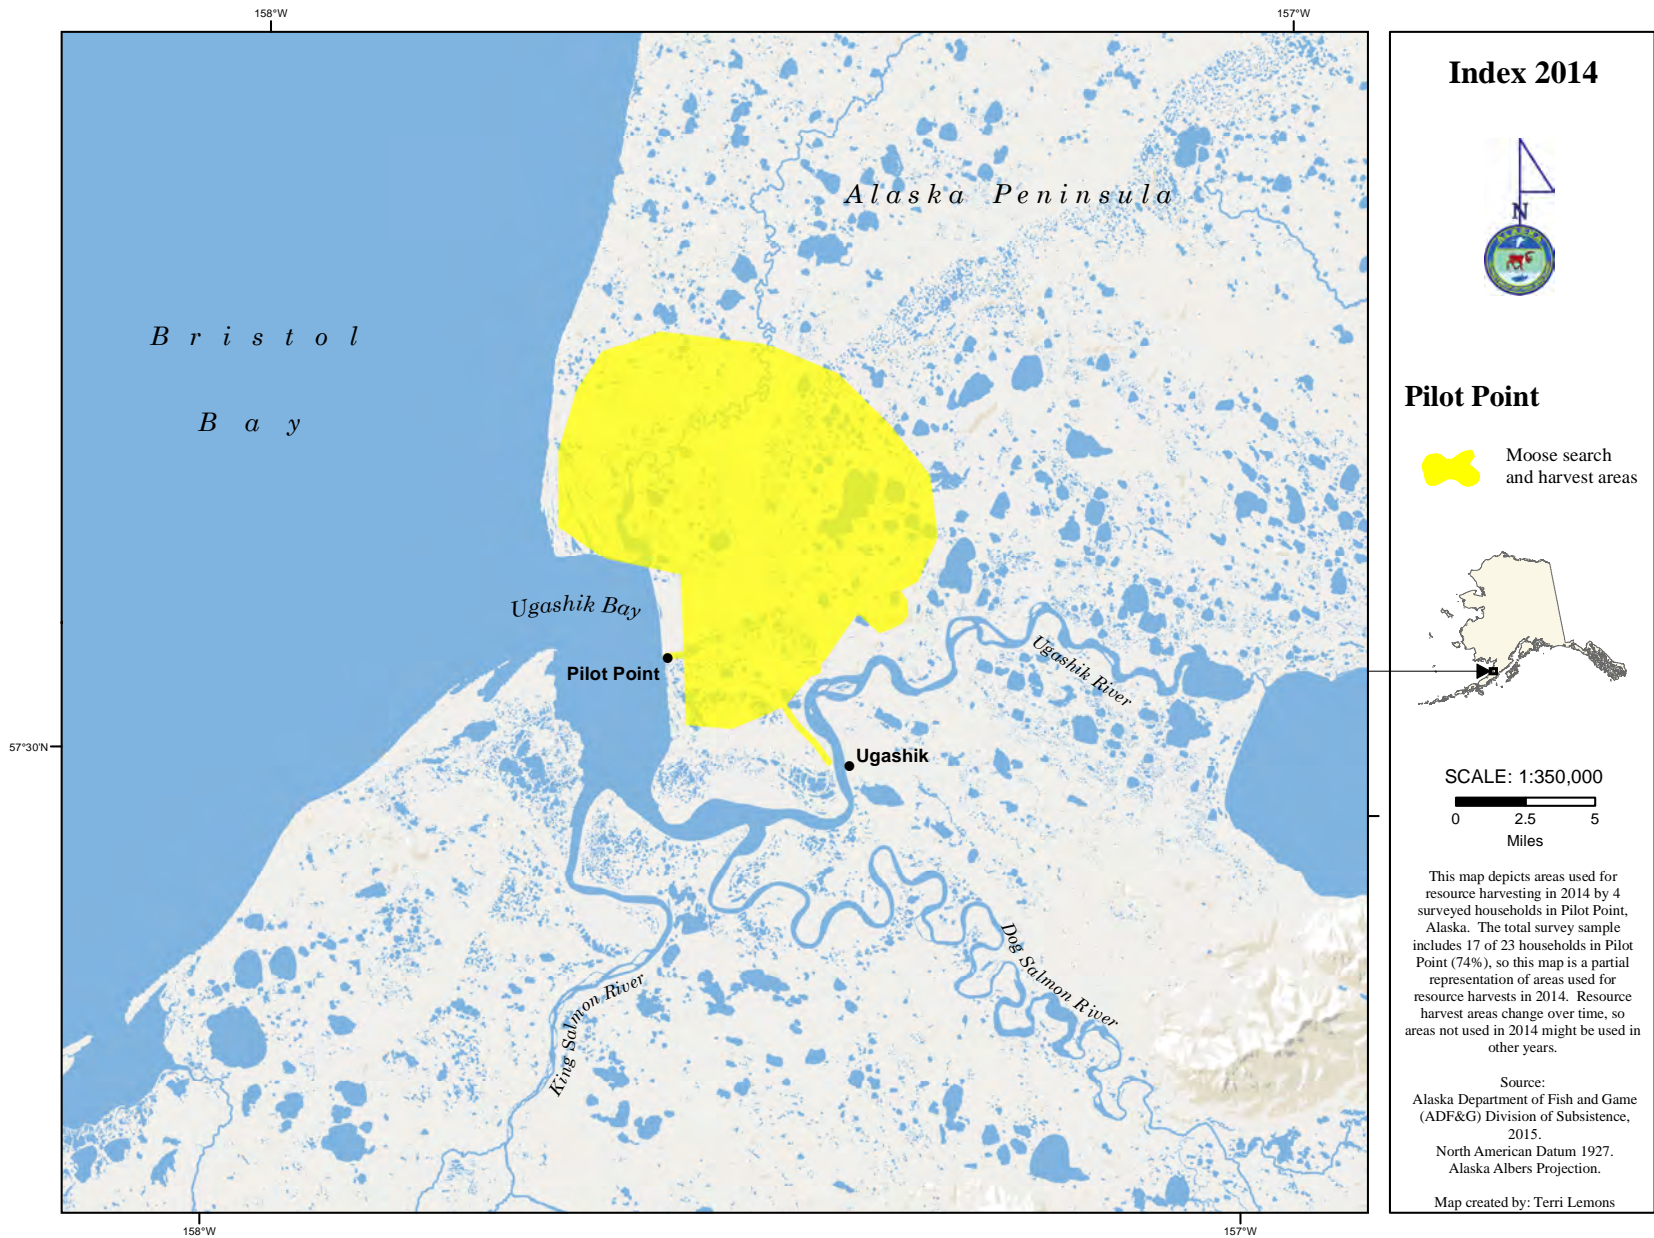 158°W
157°W
Index 2014
N
ALASKA
Alaska Peninsula
Bristol
Bay
Pilot Point
Moose search
and harvest areas
Ugashik Bay
Pilot Point
Ugashik River
57°30'N
Ugashik
SCALE: 1:350,000
0 2.5 5
Miles
This map depicts areas used for
resource harvesting in 2014 by 4
surveyed households in Pilot Point,
Alaska. The total survey sample
includes 17 of 23 households in Pilot
Point (74%), so this map is a partial
representation of areas used for
resource harvests in 2014. Resource
harvest areas change over time, so
areas not used in 2014 might be used in
other years.
Dog Salmon River
King Salmon River
Source:
Alaska Department of Fish and Game
(ADF&G) Division of Subsistence,
2015.
North American Datum 1927.
Alaska Albers Projection.
Map created by: Terri Lemons
158°W
157°W